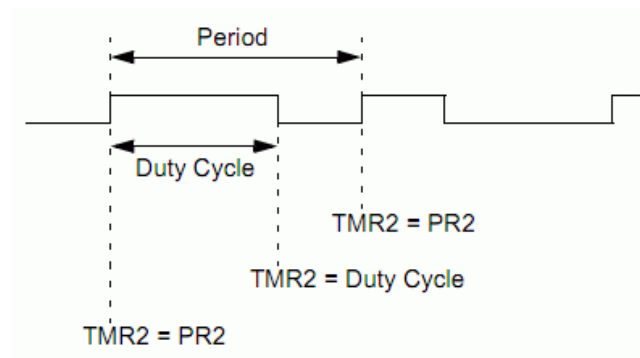 Period
Duty Cycle
TMR2 = PR2
TMR2 = Duty Cycle
TMR2 = PR2